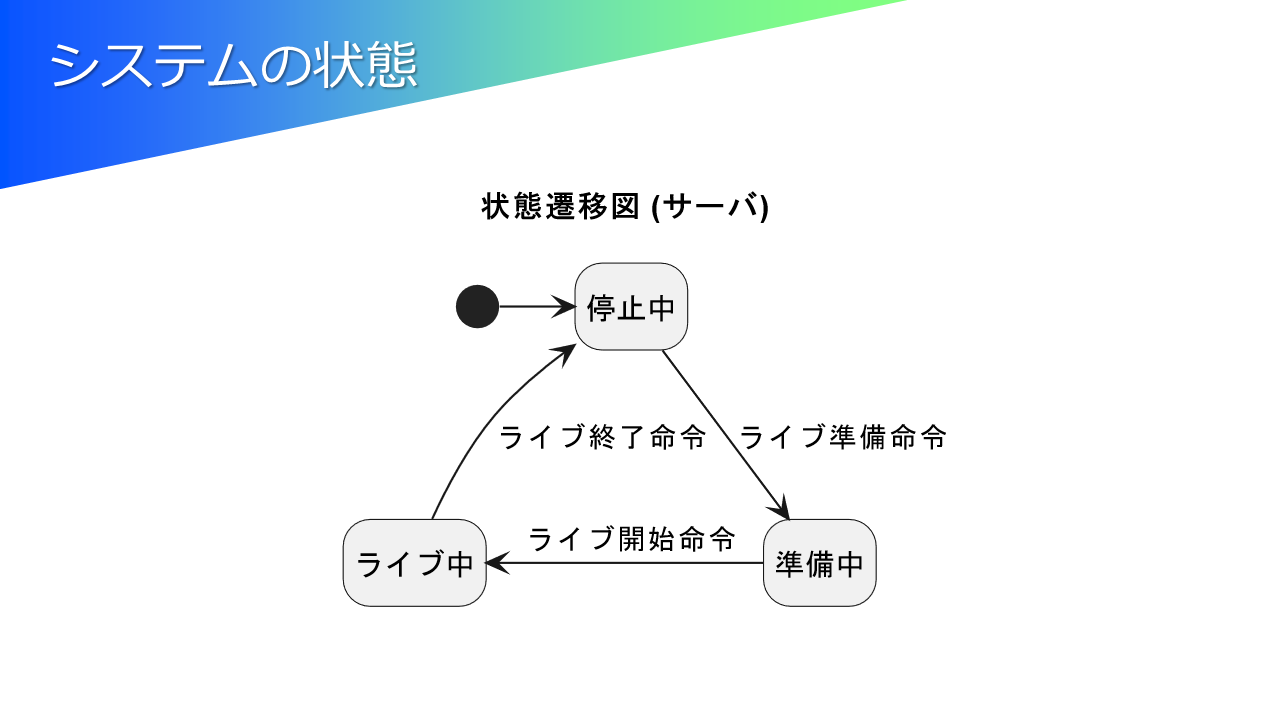 システムの状態
状態遷移図 (サーバ)
停止中
ライブ終了命令
ライブ準備命令
ライブ開始命令
ライブ中
準備中